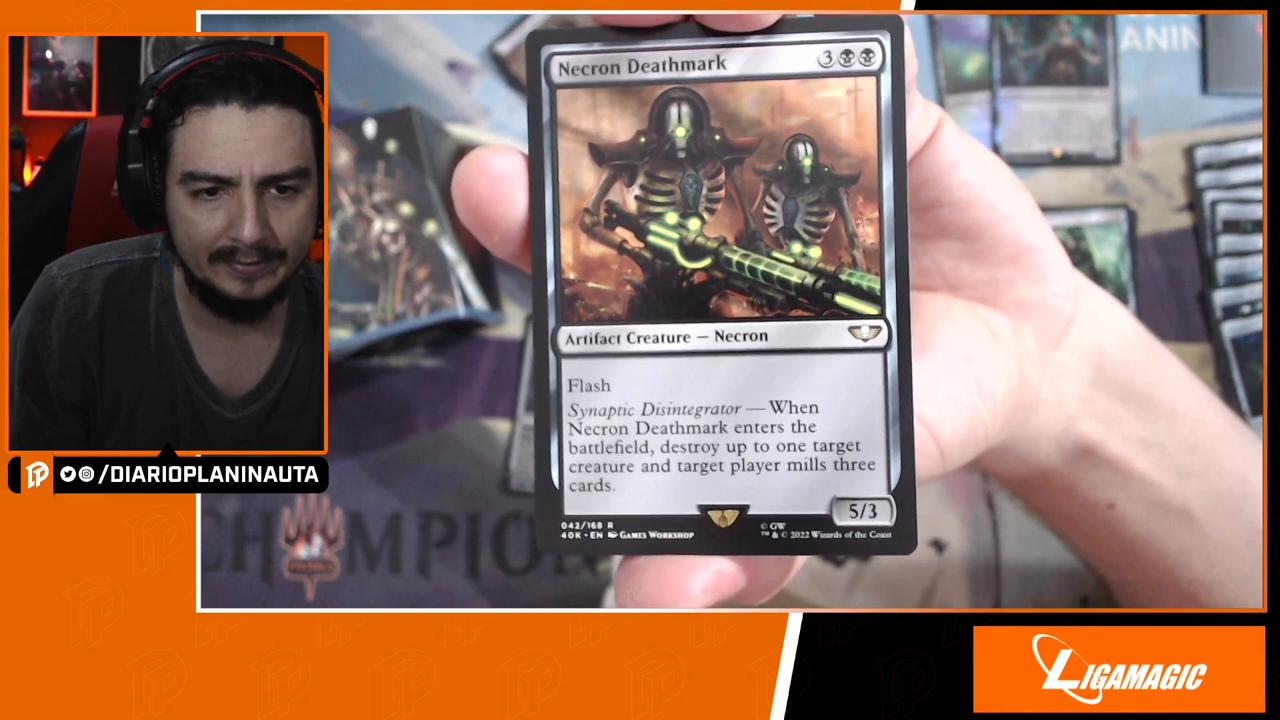 Necron Deathmark 3
ANIN
Artifact Creature — Necron
Flash
Synaptic Disintegrator — When
Necron Deathmark enters the
battlefield, destroy up to one target
creature and target player mills three
cards.
5/3
042/168 R
40K • EN GAMES WORKSHOP
© GW
™ & © 2022 Wizards of the Coast
/DIARIOPLANINAUTA
CHAMPION
LIGAMAGIC